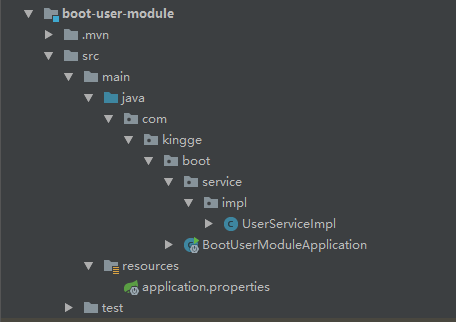 boot-user-module
.mvn
src
main
java
com
kingge
boot
service
impl
UserServiceImpl
BootUserModuleApplication
resources
application.properties
test